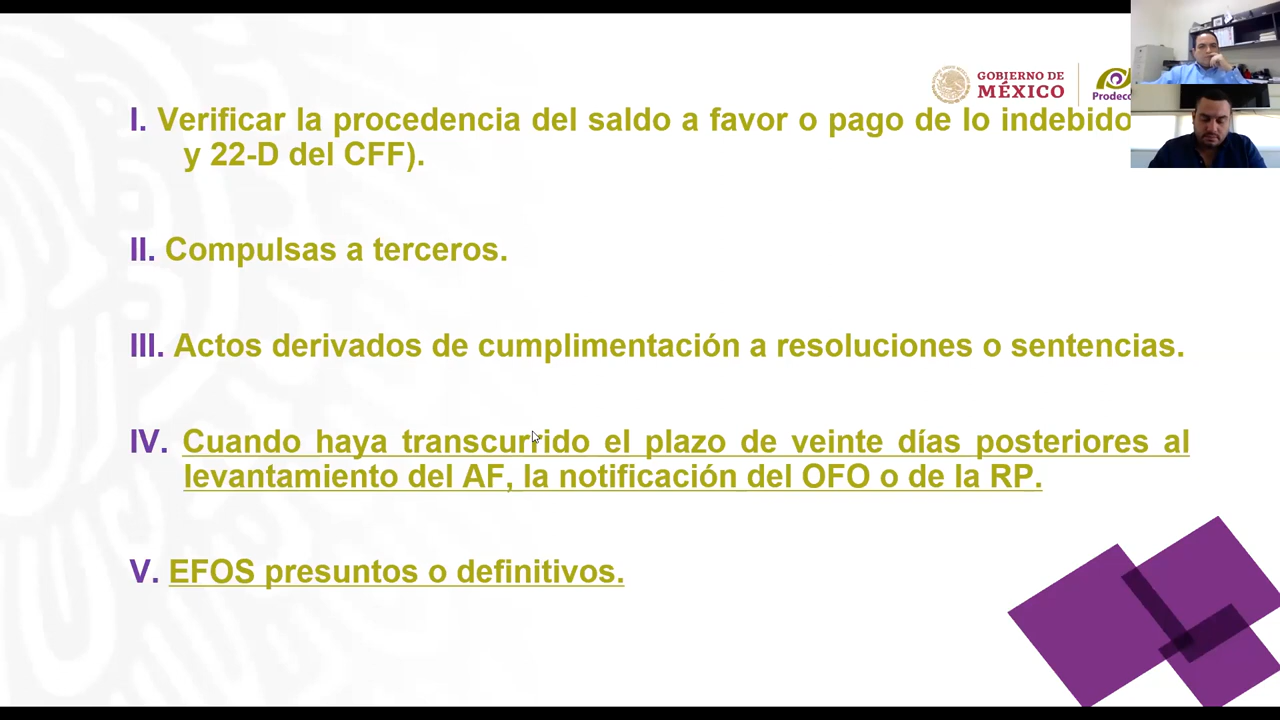 GOBIERNO DE
MÉXICO
I. Verificar la procedencia del saldo a favor o pago de lo indebido
y 22-D del CFF).
II. Compulsas a terceros.
III. Actos derivados de cumplimentación a resoluciones o sentencias.
IV. Cuando haya transcurrido el plazo de veinte días posteriores al
levantamiento del AF, la notificación del OFO o de la RP.
V. EFOS presuntos o definitivos.